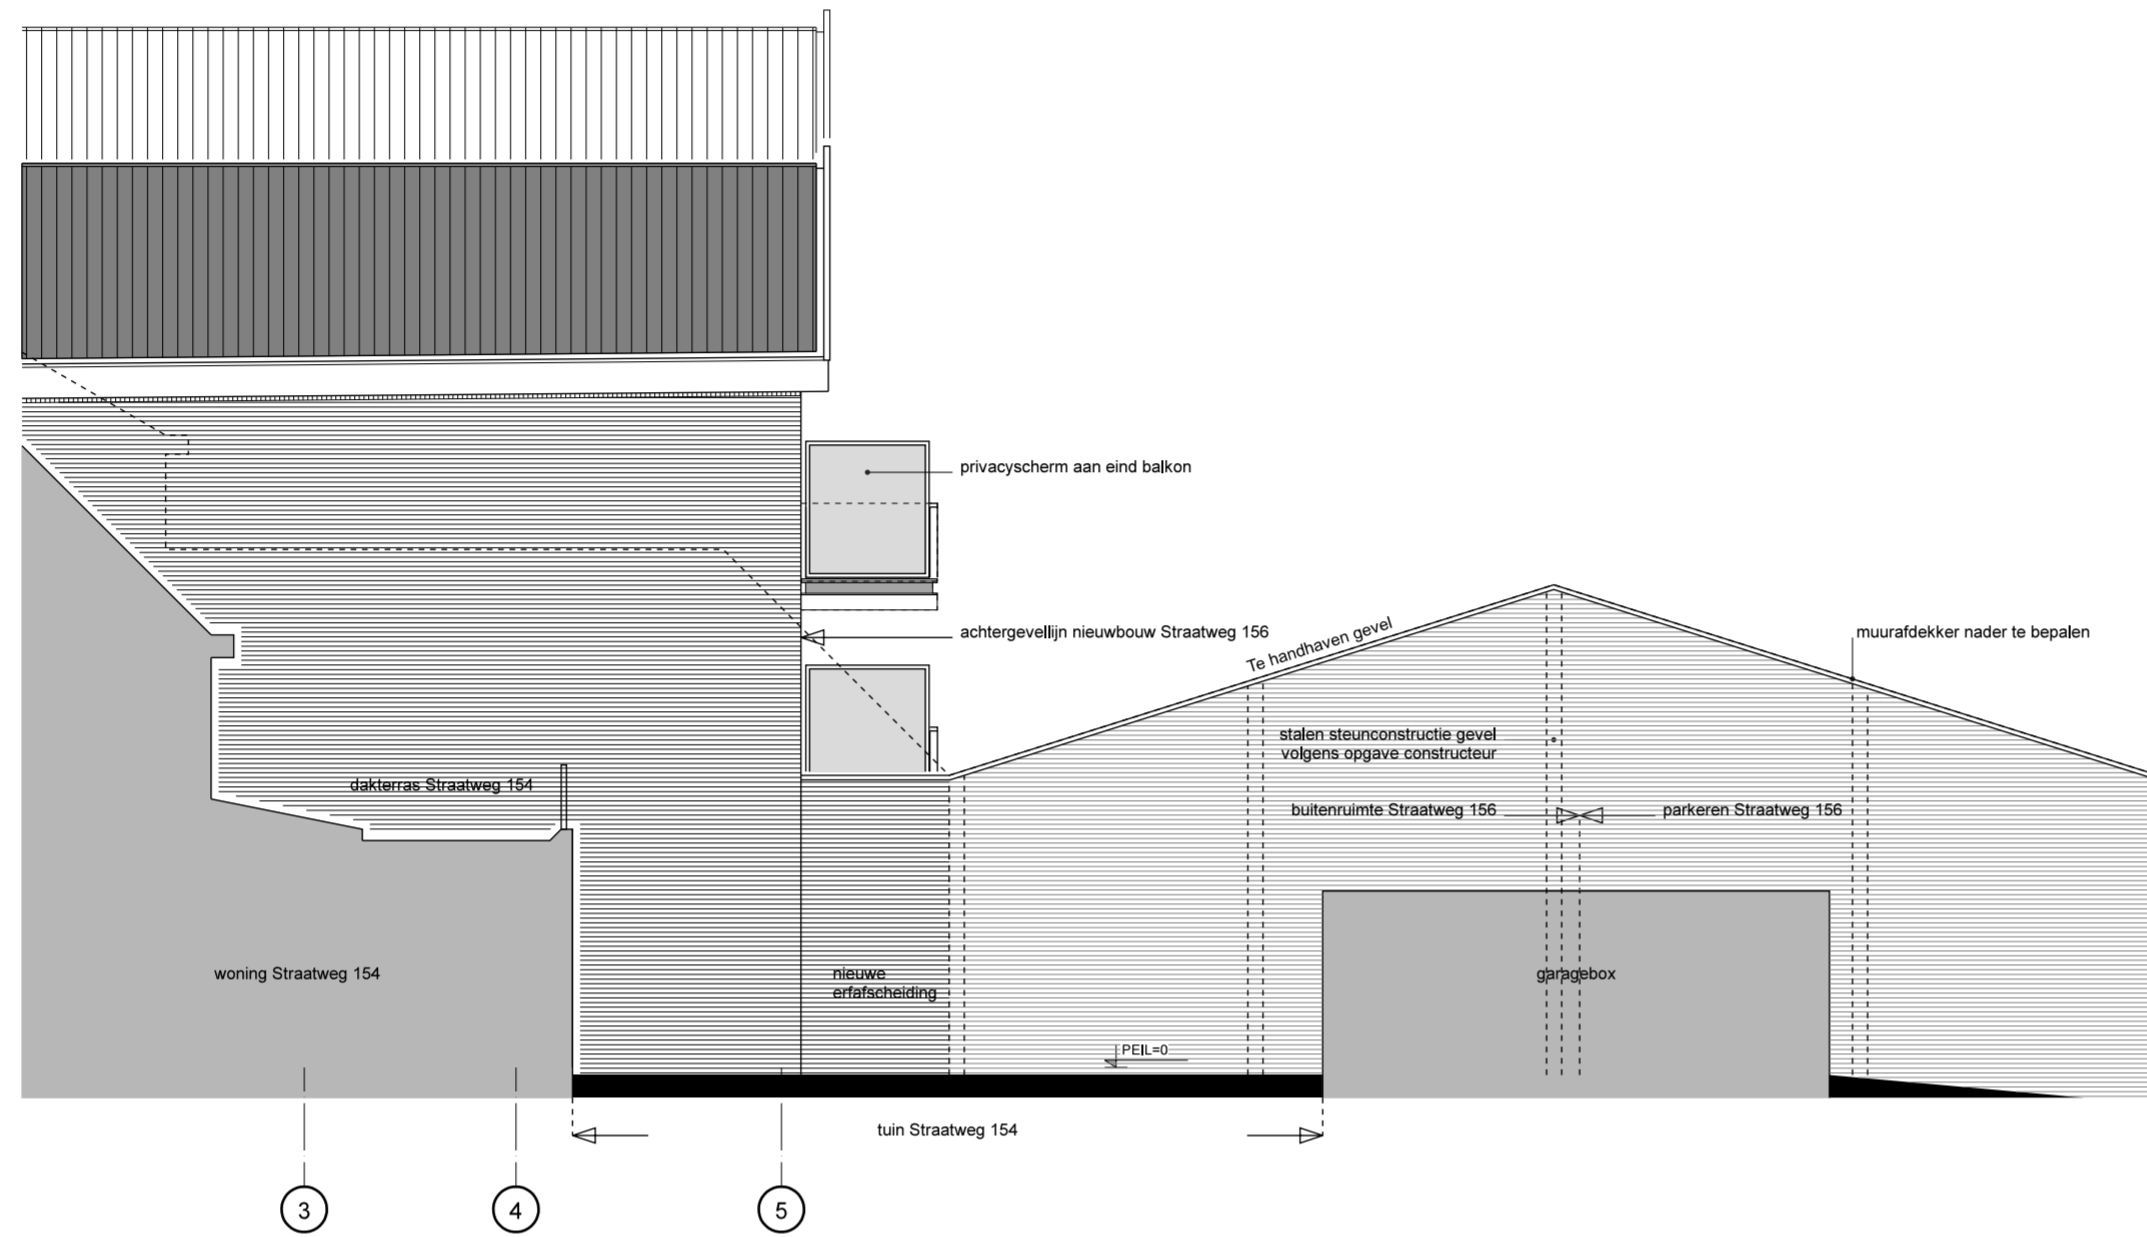 privacyscherm aan eind balkon
achtergevellijn nieuwbouw Straatweg 156
Te handhaven gevel
muurafdekker nader te bepalen
stalen steunconstructie gevel
volgens opgave constructeur
dakterras Straatweg 154
buitenruimte Straatweg 156
parkeren Straatweg 156
woning Straatweg 154
nieuwe
erfafscheiding
garagebox
PEIL=0
tuin Straatweg 154
3
4
5